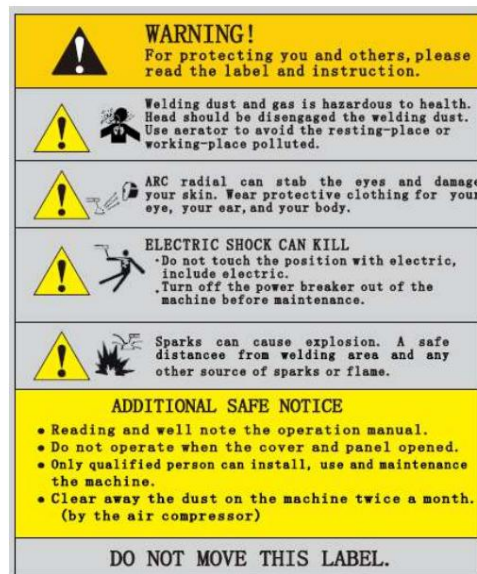 WARNING!
For protecting you and others, please
read the label and instruction.
Welding dust and gas is hazardous to health.
Head should be disengaged the welding dust.
Use aerator to avoid the resting-place or
working-place polluted.
ARC radial can stab the eyes and damage
your skin. Wear protective clothing for your
eye, your ear, and your body.
ELECTRIC SHOCK CAN KILL
·Do not touch the position with electric,
include electric.
.Turn off the power breaker out of the
machine before maintenance.
Sparks can cause explosion. A safe
distancee from welding area and any
other source of sparks or flame.
ADDITIONAL SAFE NOTICE
● Reading and well note the operation manual.
● Do not operate when the cover and panel opened.
● Only qualified person can install, use and maintenance
the machine.
● Clear away the dust on the machine twice a month.
(by the air compressor)
DO NOT MOVE THIS LABEL.